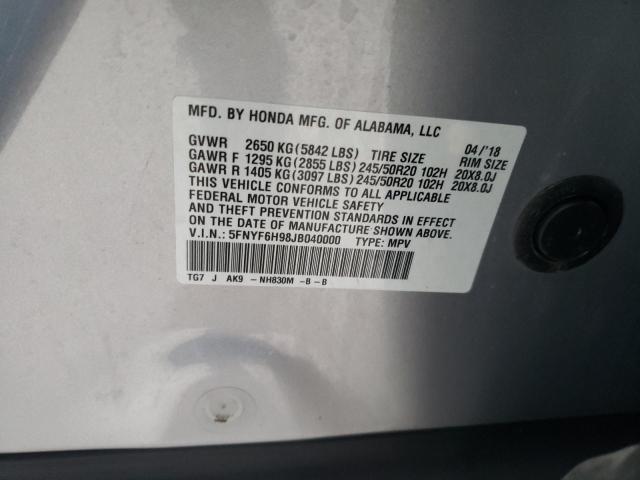 MFD. BY HONDA MFG. OF ALABAMA, LLC
04/'18
GVWR 2650 KG (5842 LBS) TIRE SIZE RIM SIZE
GAWR F 1295 KG (2855 LBS) 245/50R20 102H 20X8.0J
GAWR R 1405 KG (3097 LBS) 245/50R20 102H 20X8.0J
THIS VEHICLE CONFORMS TO ALL APPLICABLE
FEDERAL MOTOR VEHICLE SAFETY
AND THEFT PREVENTION STANDARDS IN EFFECT
ON THE DATE OF MANUFACTURE SHOWN ABOVE.
V.I.N.: 5FNYF6H98JB040000 TYPE: MPV
TG7 J AK9 -NH830M -B -B